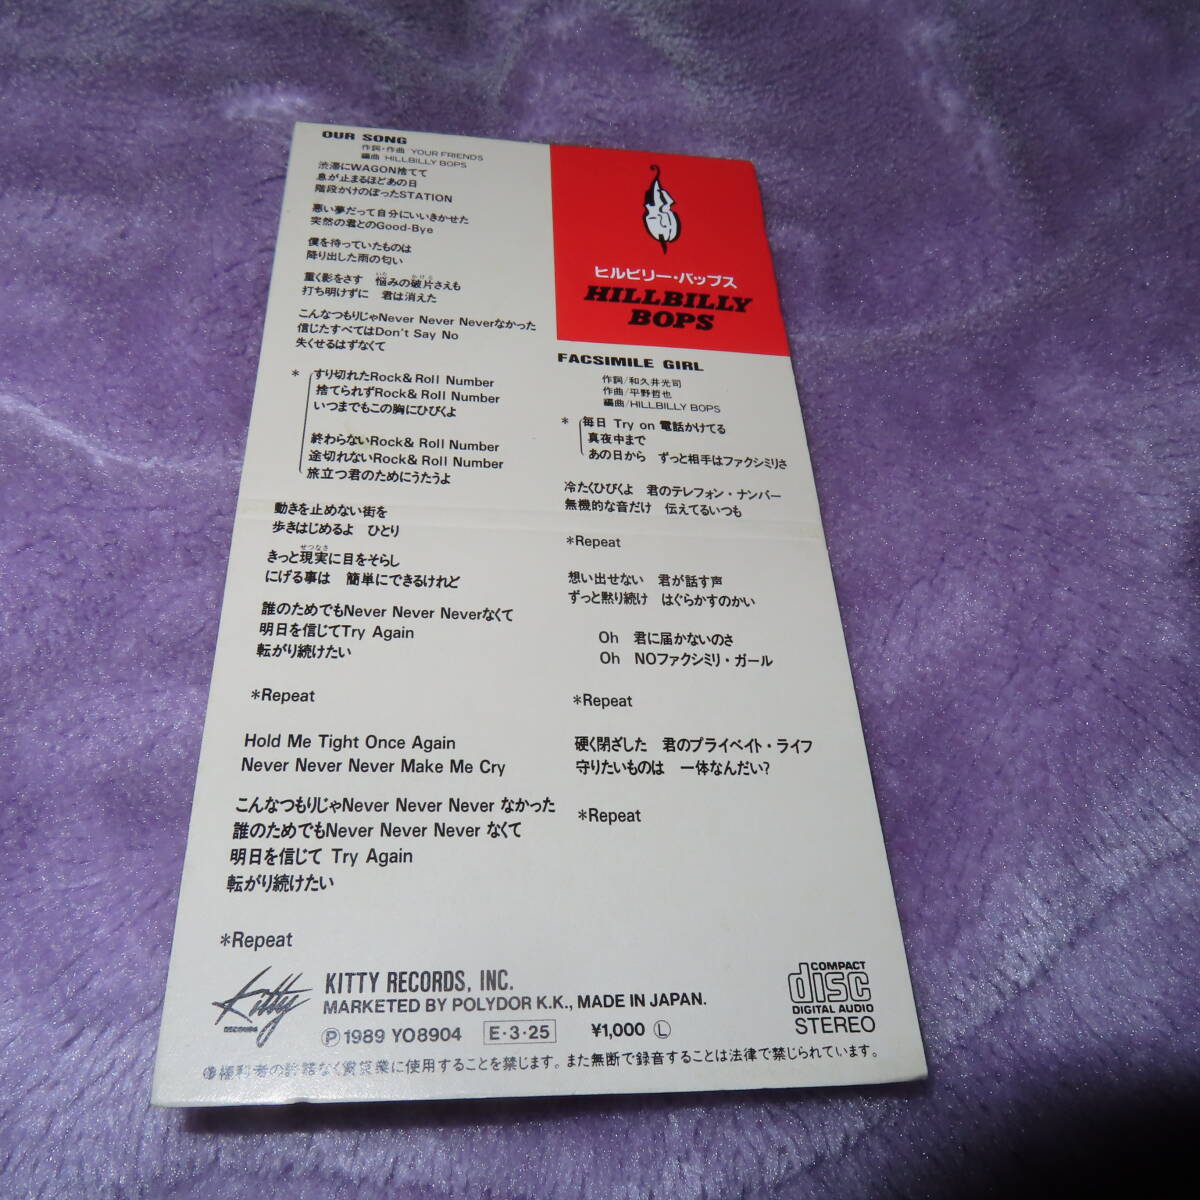 OUR SONG
作詞・作曲 YOUR FRIENDS
編曲 HILLBILLY BOPS
渋滞にWAGON捨てて
息が止まるほどあの日
階段かけのぼったSTATION
悪い夢だって自分にいいきかせた
突然の君とのGood-Bye
僕を待っていたものは
降り出した雨の匂い
いた かけら
重く影をさす 悩みの破片さえも
打ち明けずに 君は消えた
こんなつもりじゃNever Never Neverなかった
信じたすべてはDon't Say No
失くせるはずなくて
* すり切れたRock& Roll Number
捨てられずRock& Roll Number
いつまでもこの胸にひびくよ
終わらないRock& Roll Number
途切れないRock& Roll Number
旅立つ君のためにうたうよ
動きを止めない街を
歩きはじめるよ ひとり
せつなさ
きっと現実に目をそらし
にげる事は 簡単にできるけれど
誰のためでもNever Never Neverなくて
明日を信じてTry Again
転がり続けたい
*Repeat
Hold Me Tight Once Again
Never Never Never Make Me Cry
こんなつもりじゃNever Never Never なかった
誰のためでもNever Never Never なくて
明日を信じて Try Again
転がり続けたい
*Repeat
ヒルビリー・バップス
HILLBILLY
BOPS
FACSIMILE GIRL
作詞/和久井光司
作曲/平野哲也
編曲/HILLBILLY BOPS
* 毎日 Try on 電話かけてる
真夜中まで
あの日から ずっと相手はファクシミリさ
冷たくひびくよ 君のテレフォン・ナンバー
無機的な音だけ 伝えてるいつも
*Repeat
想い出せない 君が話す声
ずっと黙り続け はぐらかすのかい
Oh 君に届かないのさ
Oh NOファクシミリ・ガール
*Repeat
硬く閉ざした 君のプライベイト・ライフ
守りたいものは 一体なんだい?
*Repeat
Kitty
RECORDS
KITTY RECORDS, INC.
MARKETED BY POLYDOR K.K., MADE IN JAPAN.
Ⓟ1989 YO8904 E・3・25 ¥1,000 Ⓛ
COMPACT
disc
DIGITAL AUDIO
STEREO
権利者の許諾なく賃貸業に使用することを禁じます。また無断で録音することは法律で禁じられています。